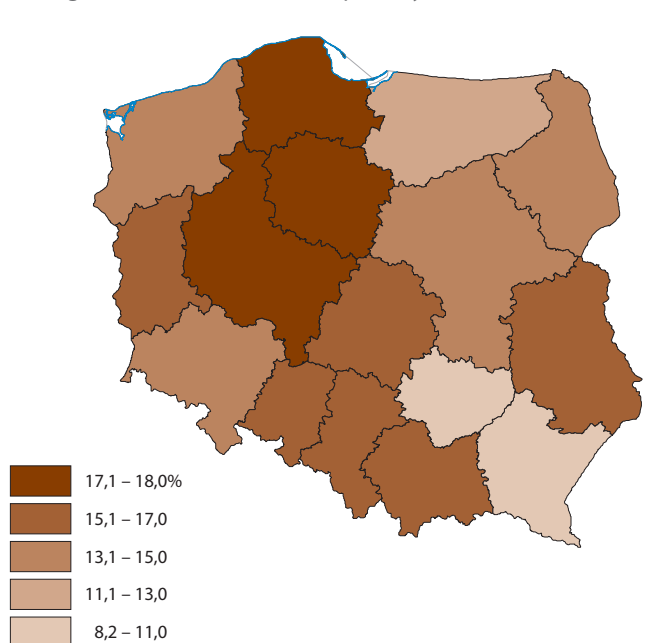 17,1 – 18,0%
15,1 – 17,0
13,1 – 15,0
11,1 – 13,0
8,2 – 11,0